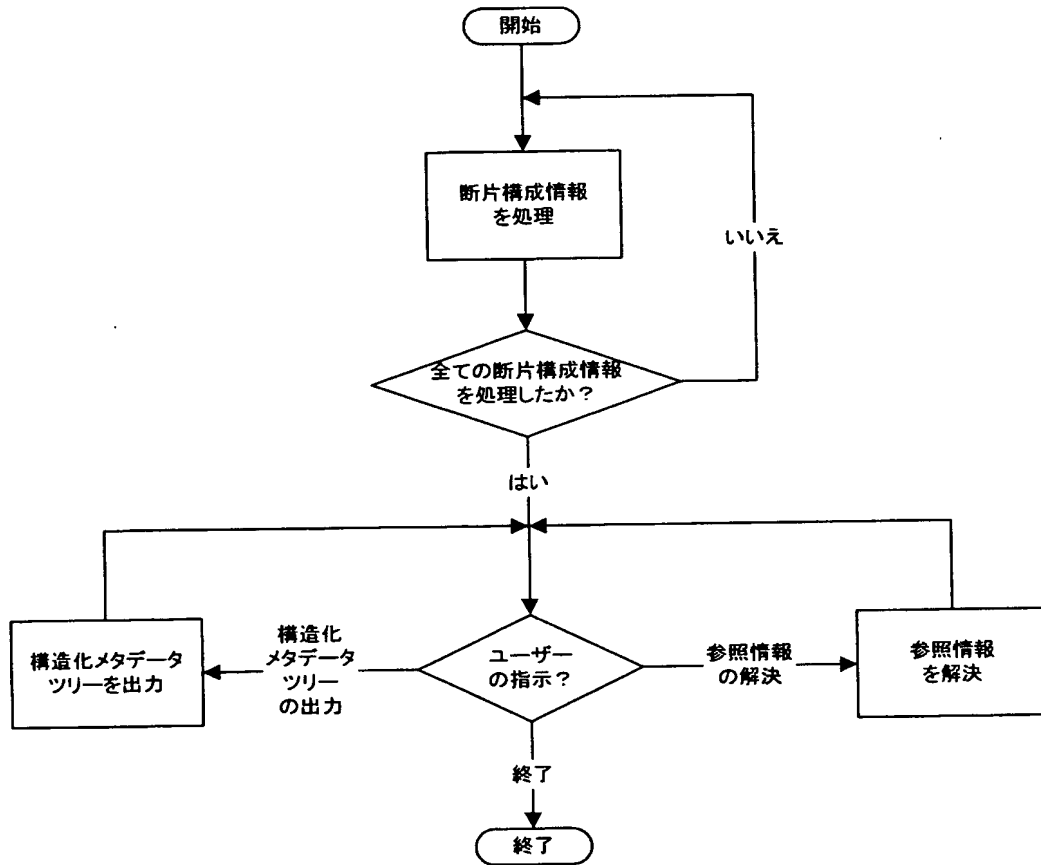 開始
断片構成情報
を処理
いいえ
全ての断片構成情報
を処理したか？
はい
構造化メタデータ
ツリーを出力
構造化
メタデータ
ツリー
の出力
ユーザー
の指示？
参照情報
の解決
参照情報
を解決
終了
終了